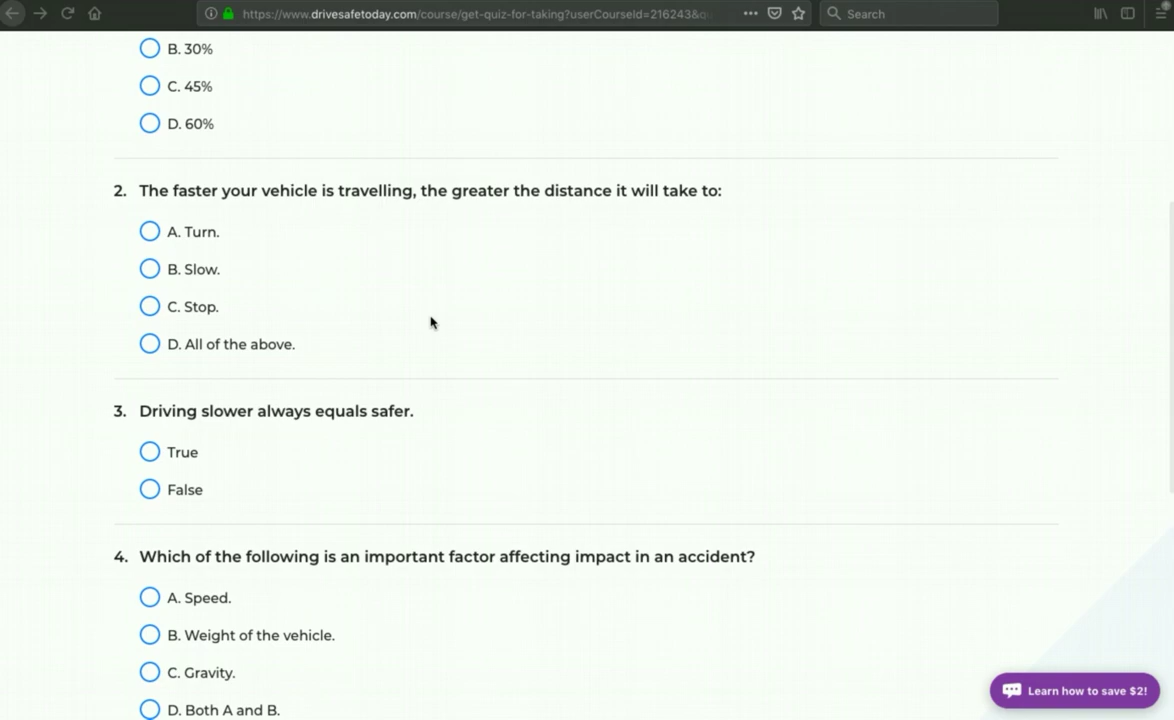 https://www.drivesafetoday.com/course/get-quiz-for-taking?userCourseId=216243&q
Search
B. 30%
C. 45%
D. 60%
2. The faster your vehicle is travelling, the greater the distance it will take to:
A. Turn.
B. Slow.
C. Stop.
D. All of the above.
3. Driving slower always equals safer.
True
False
4. Which of the following is an important factor affecting impact in an accident?
A. Speed.
B. Weight of the vehicle.
C. Gravity.
D. Both A and B.
Learn how to save $2!